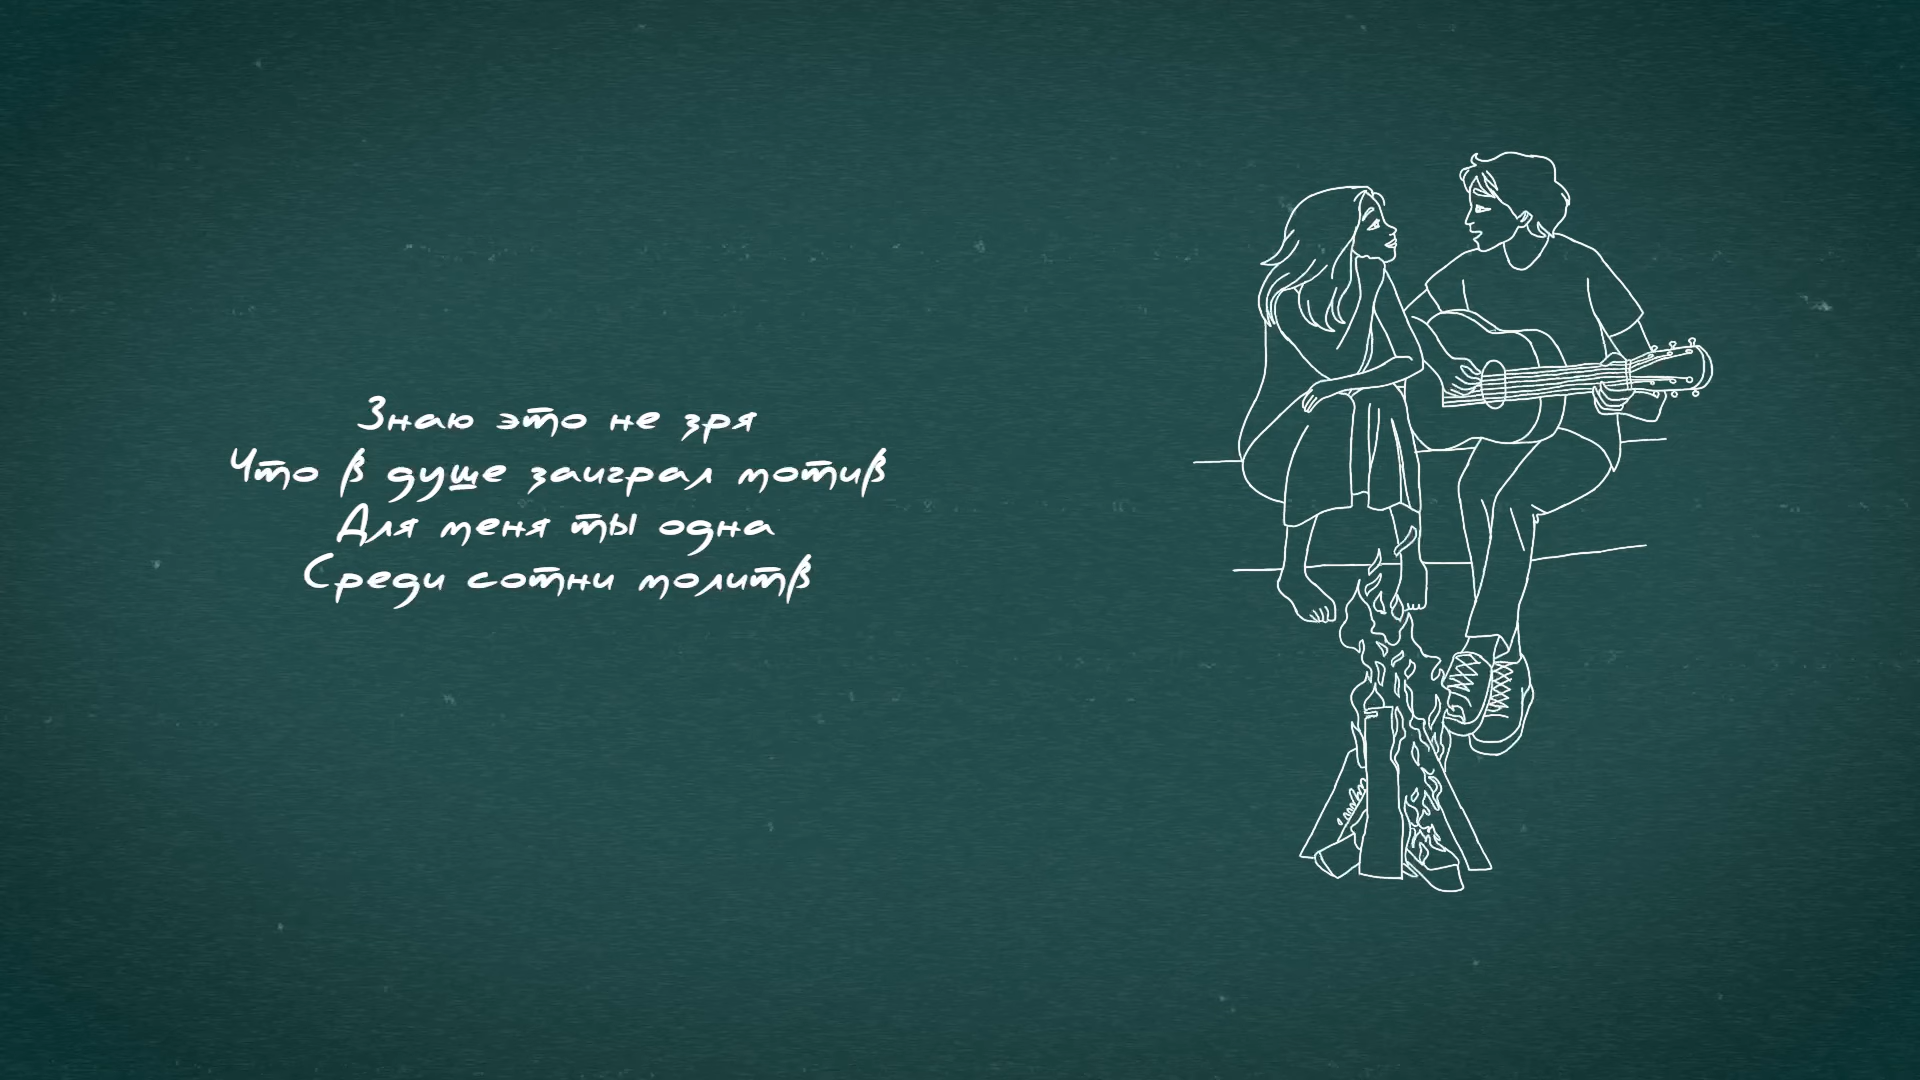 Знаю это не зря
Что в душе заиграл мотив
Для меня ты одна
Среди сотни молитв